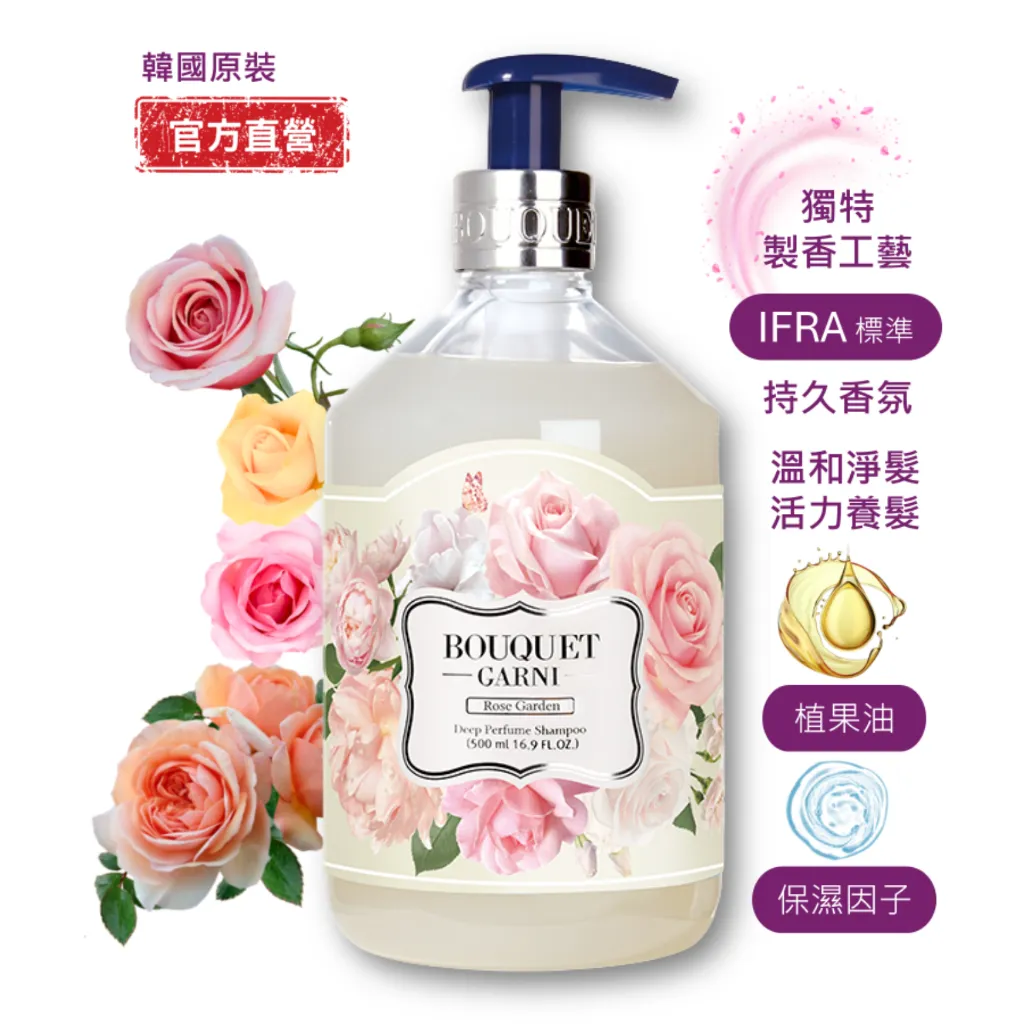 韓國原裝
官方直營
BOUQUE
獨特
製香工藝
IFRA 標準
持久香氛
溫和淨髮
活力養髮
BOUQUET
GARNI
Rose Garden
Deep Perfume Shampoo
(500 ml 16.9 FL.OZ.)
植果油
保濕因子